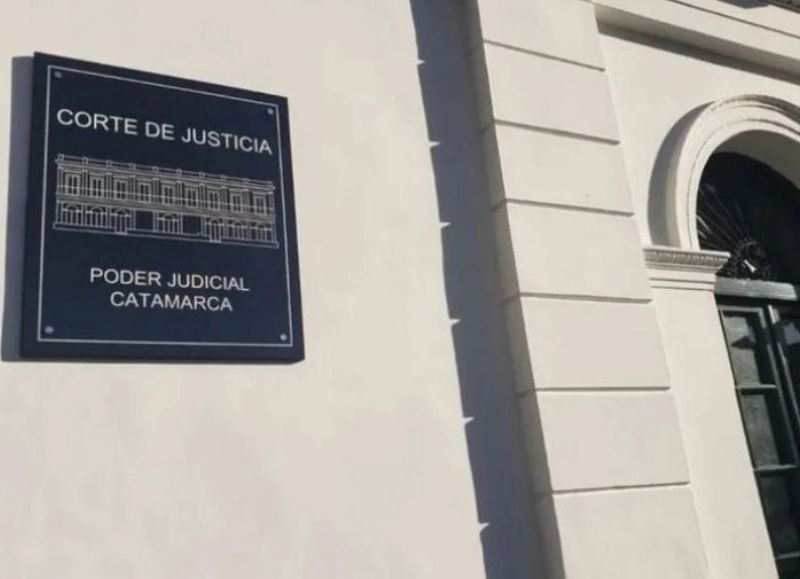 CORTE DE JUSTICIA
PODER JUDICIAL
CATAMARCA